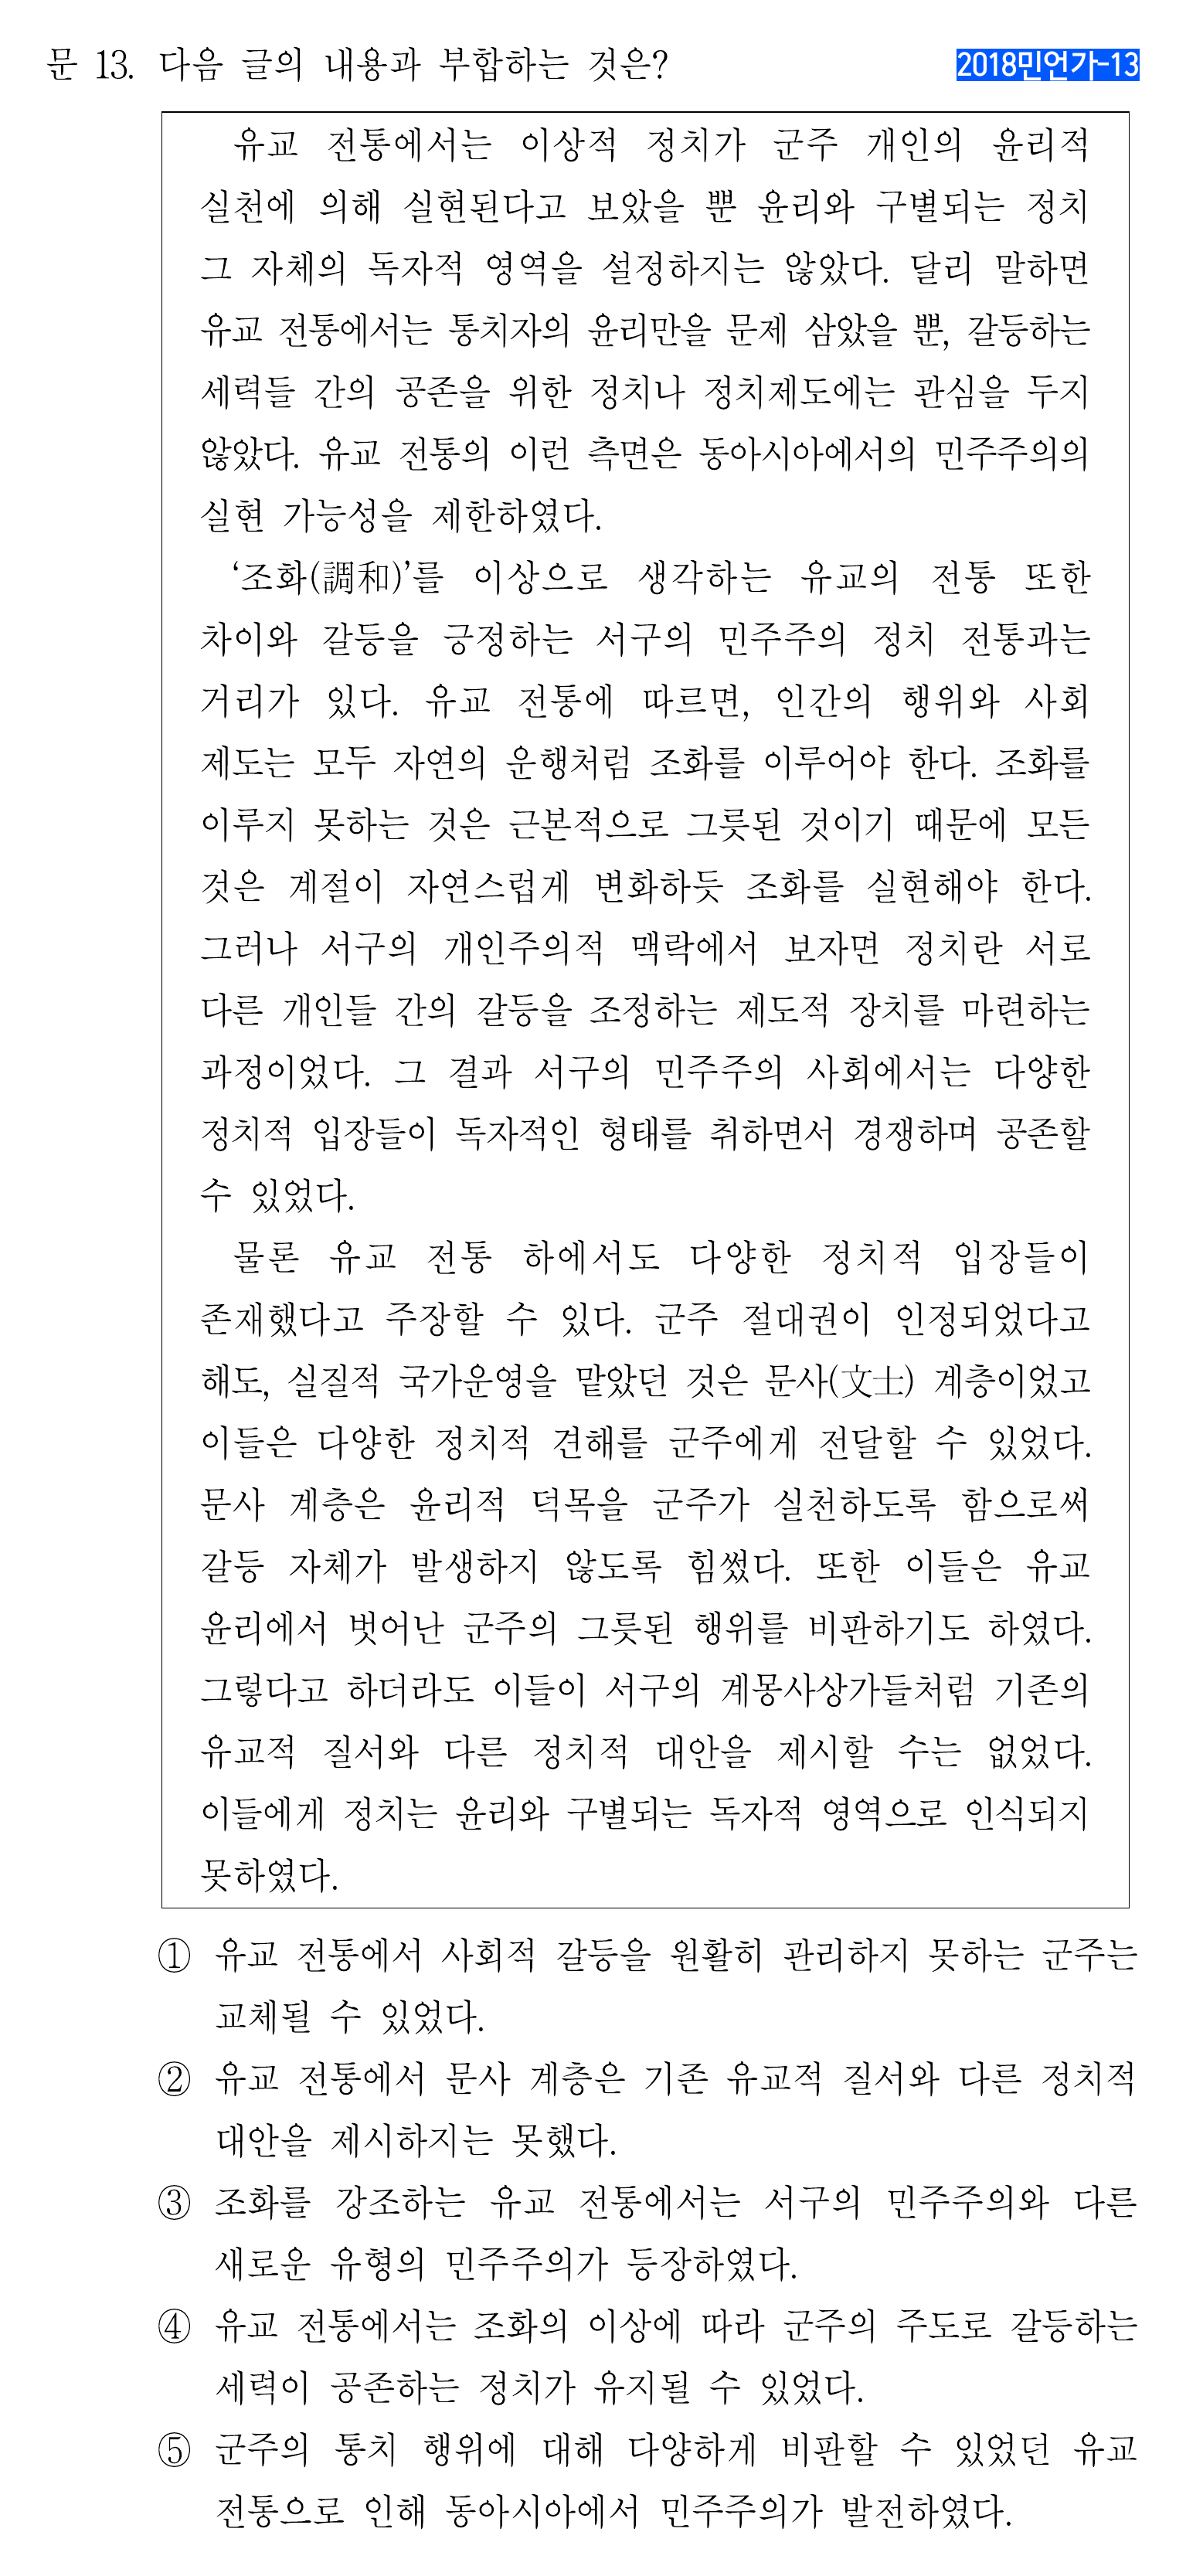 문 13. 다음 글의 내용과 부합하는 것은?
2018민언가-13
유교 전통에서는 이상적 정치가 군주 개인의 윤리적
실천에 의해 실현된다고 보았을 뿐 윤리와 구별되는 정치
그 자체의 독자적 영역을 설정하지는 않았다. 달리 말하면
유교 전통에서는 통치자의 윤리만을 문제 삼았을 뿐, 갈등하는
세력들 간의 공존을 위한 정치나 정치제도에는 관심을 두지
않았다. 유교 전통의 이런 측면은 동아시아에서의 민주주의의
실현 가능성을 제한하였다.
‘조화(調和)’를 이상으로 생각하는 유교의 전통 또한
차이와 갈등을 긍정하는 서구의 민주주의 정치 전통과는
거리가 있다. 유교 전통에 따르면, 인간의 행위와 사회
제도는 모두 자연의 운행처럼 조화를 이루어야 한다. 조화를
이루지 못하는 것은 근본적으로 그릇된 것이기 때문에 모든
것은 계절이 자연스럽게 변화하듯 조화를 실현해야 한다.
그러나 서구의 개인주의적 맥락에서 보자면 정치란 서로
다른 개인들 간의 갈등을 조정하는 제도적 장치를 마련하는
과정이었다. 그 결과 서구의 민주주의 사회에서는 다양한
정치적 입장들이 독자적인 형태를 취하면서 경쟁하며 공존할
수 있었다.
물론 유교 전통 하에서도 다양한 정치적 입장들이
존재했다고 주장할 수 있다. 군주 절대권이 인정되었다고
해도, 실질적 국가운영을 맡았던 것은 문사(文士) 계층이었고
이들은 다양한 정치적 견해를 군주에게 전달할 수 있었다.
문사 계층은 윤리적 덕목을 군주가 실천하도록 함으로써
갈등 자체가 발생하지 않도록 힘썼다. 또한 이들은 유교
윤리에서 벗어난 군주의 그릇된 행위를 비판하기도 하였다.
그렇다고 하더라도 이들이 서구의 계몽사상가들처럼 기존의
유교적 질서와 다른 정치적 대안을 제시할 수는 없었다.
이들에게 정치는 윤리와 구별되는 독자적 영역으로 인식되지
못하였다.
① 유교 전통에서 사회적 갈등을 원활히 관리하지 못하는 군주는
교체될 수 있었다.
② 유교 전통에서 문사 계층은 기존 유교적 질서와 다른 정치적
대안을 제시하지는 못했다.
③ 조화를 강조하는 유교 전통에서는 서구의 민주주의와 다른
새로운 유형의 민주주의가 등장하였다.
④ 유교 전통에서는 조화의 이상에 따라 군주의 주도로 갈등하는
세력이 공존하는 정치가 유지될 수 있었다.
⑤ 군주의 통치 행위에 대해 다양하게 비판할 수 있었던 유교
전통으로 인해 동아시아에서 민주주의가 발전하였다.